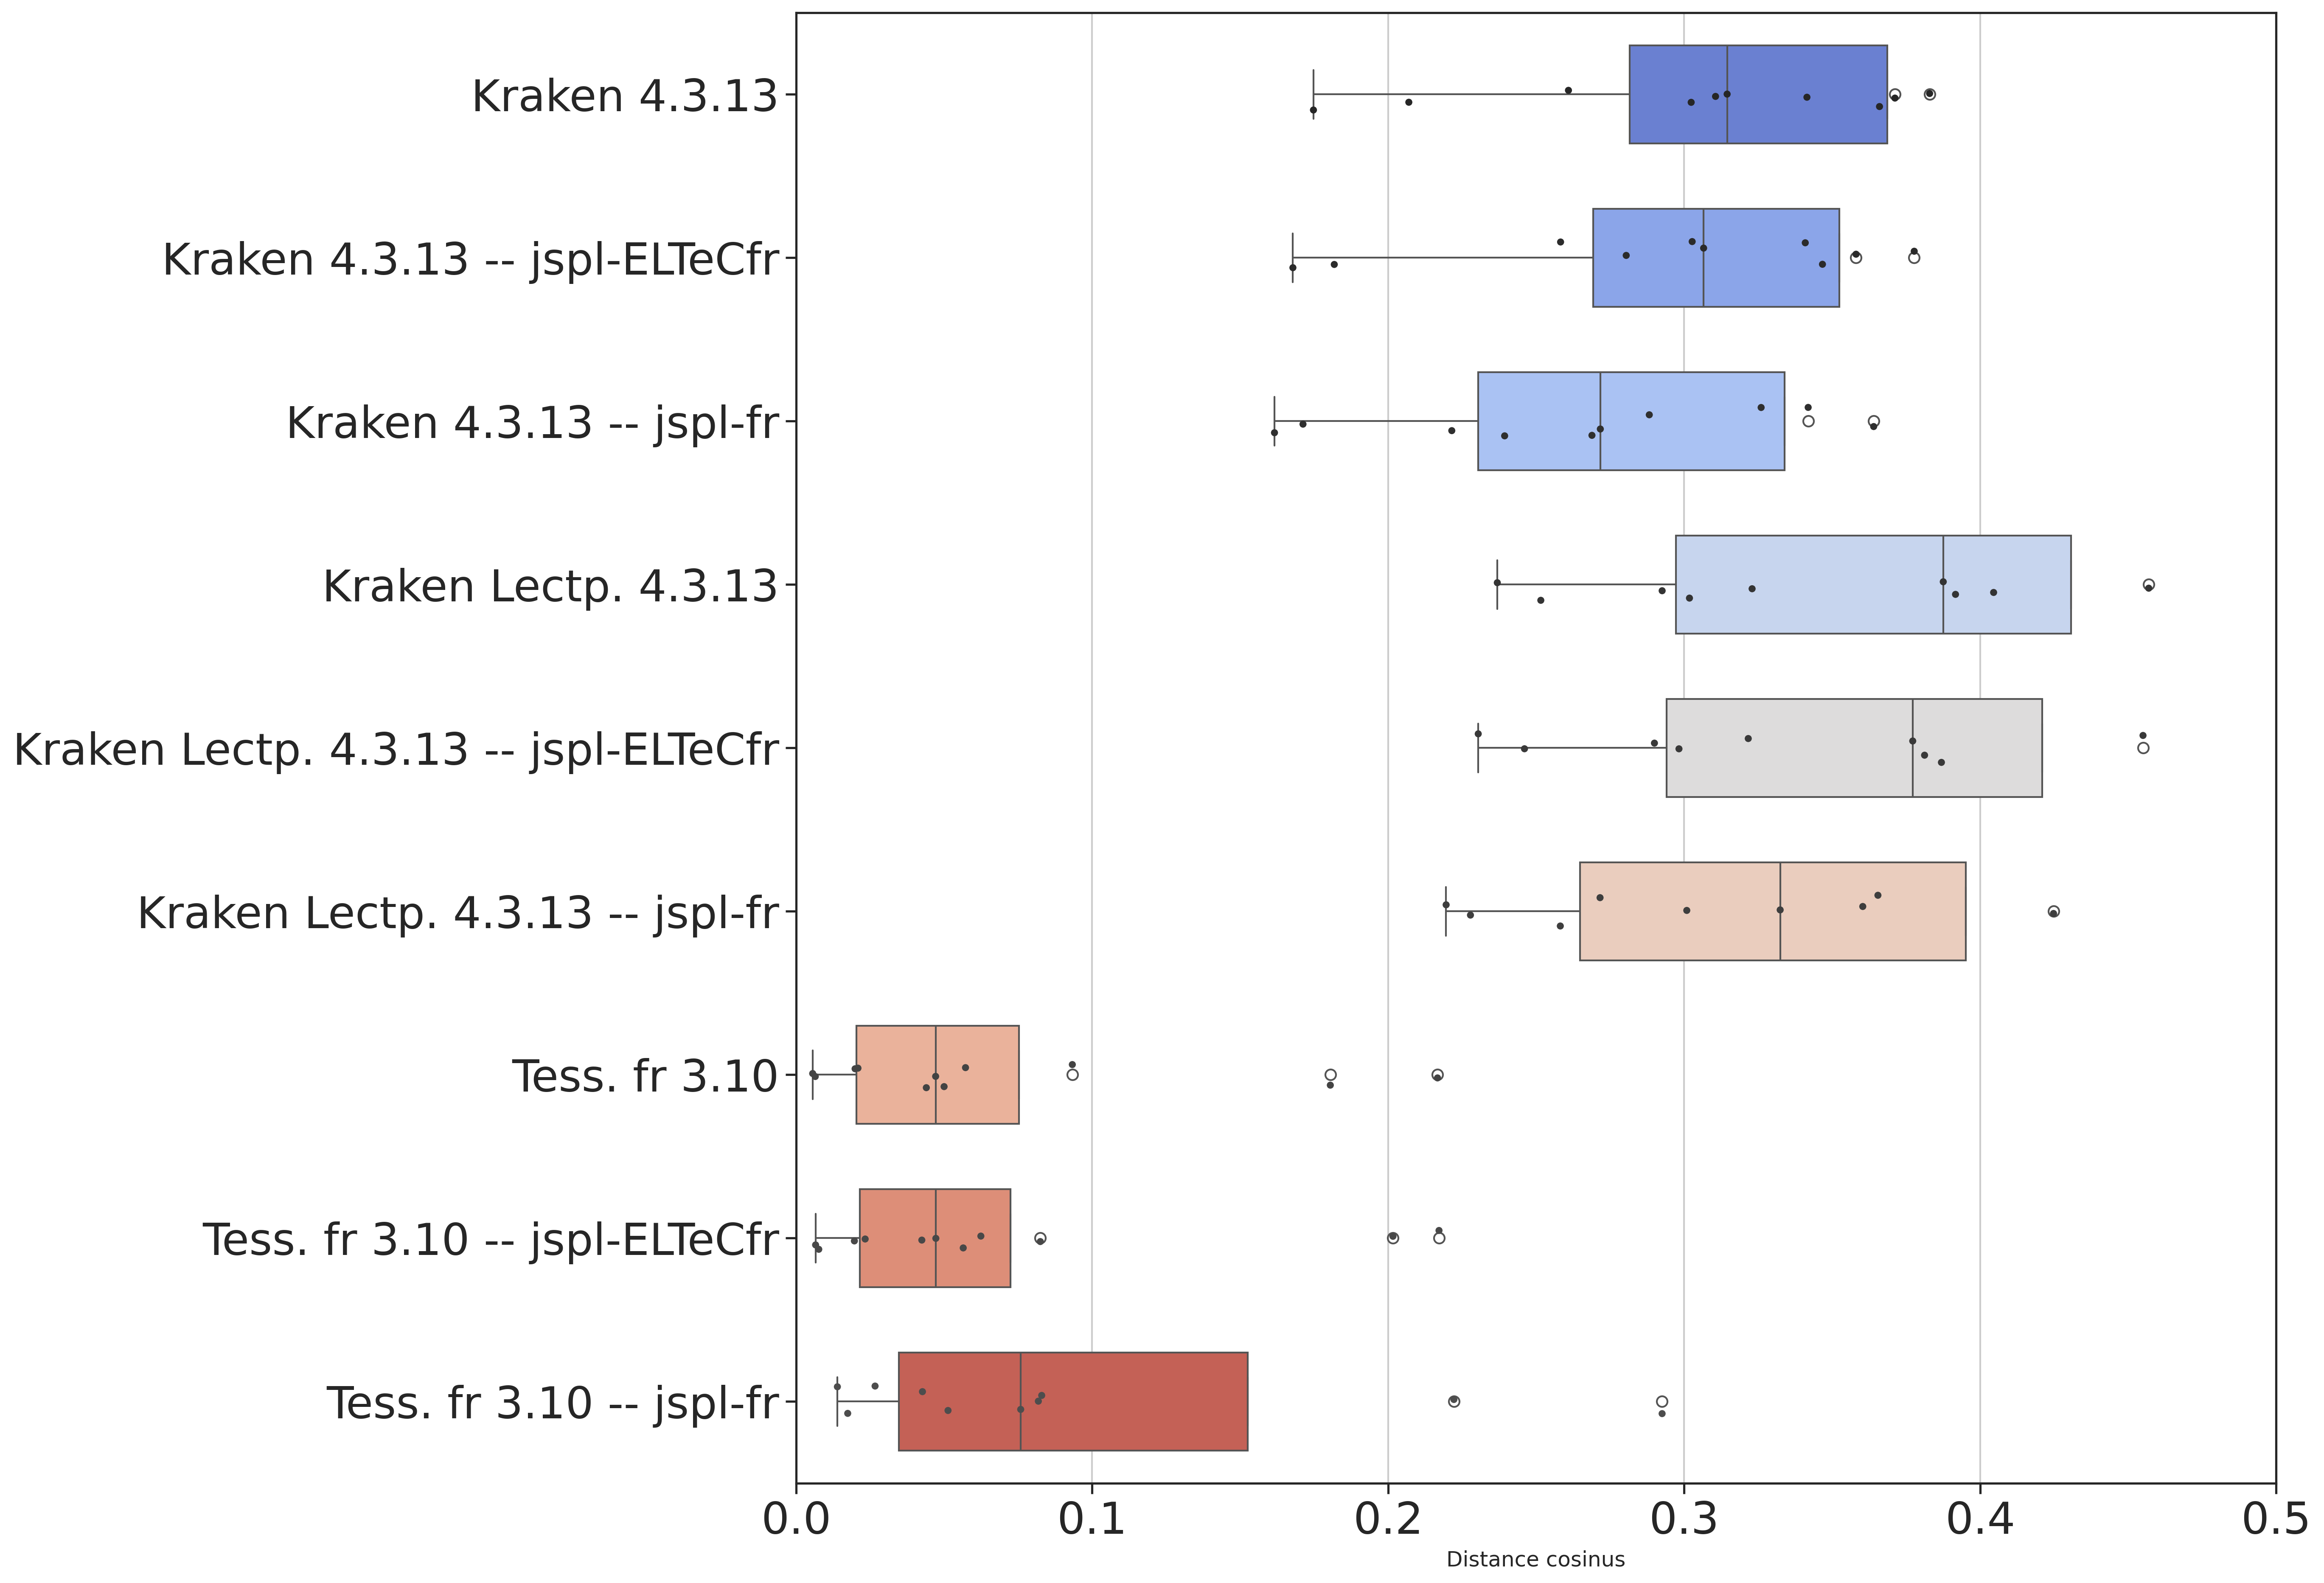 Kraken 4.3.13
Kraken 4.3.13 -- jspl-ELTeCfr
Kraken 4.3.13 -- jspl-fr
Kraken Lectp. 4.3.13
Kraken Lectp. 4.3.13 -- jspl-ELTeCfr
Kraken Lectp. 4.3.13 -- jspl-fr
Tess. fr 3.10
Tess. fr 3.10 -- jspl-ELTeCfr
Tess. fr 3.10 -- jspl-fr
0.0 0.1 0.2 0.3 0.4 0.5
Distance cosinus